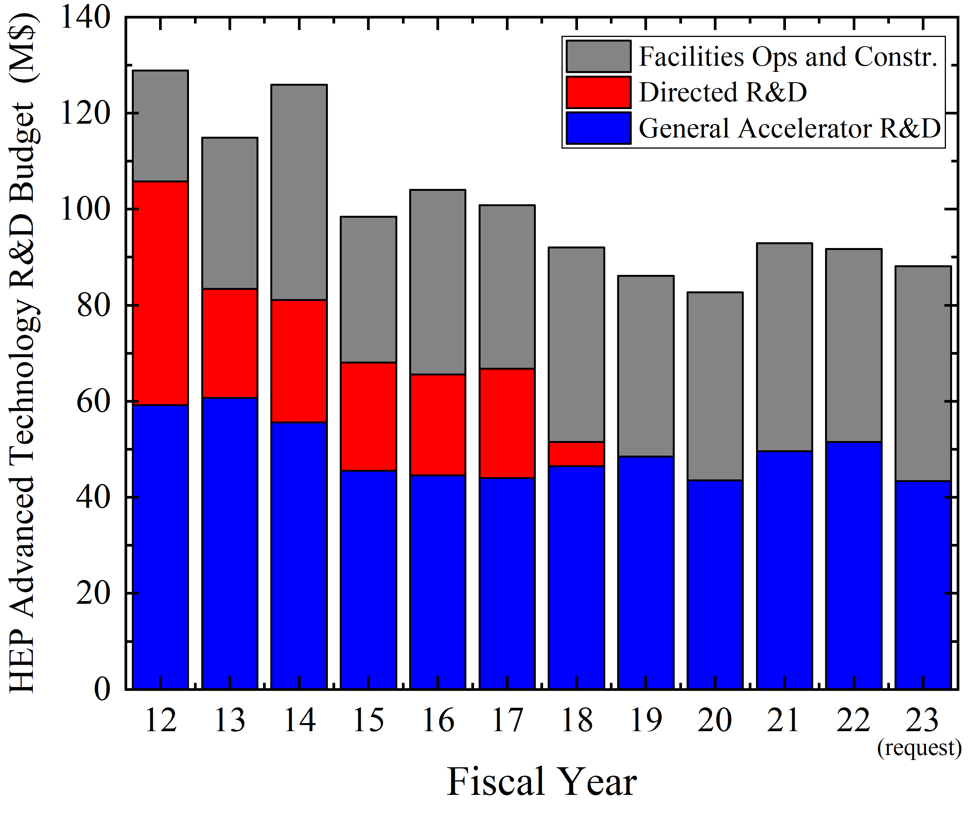 HEP Advanced Technology R&D Budget (M$)
140
120
100
80
60
40
20
0
Facilities Ops and Constr.
Directed R&D
General Accelerator R&D
12 13 14 15 16 17 18 19 20 21 22 23
(request)
Fiscal Year